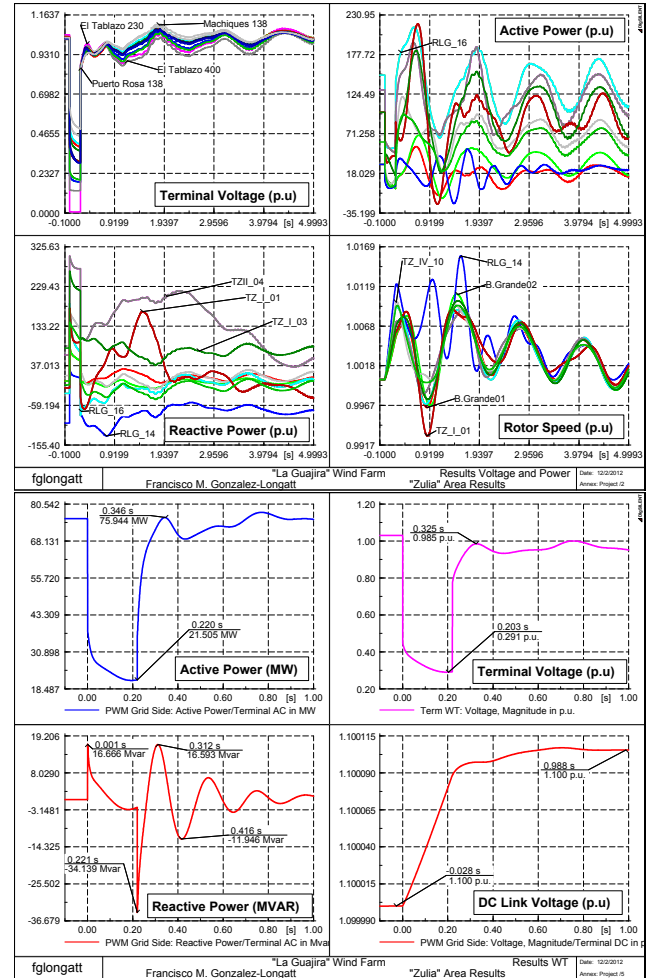 1.1637
0.9310
0.6982
0.4655
0.2327
0.0000
-0.1000
0.9199
1.9397
2.9596
3.9794
[s]
4.9993
El Tablazo 230
Machiques 138
El Tablazo 400
Puerto Rosa 138
Terminal Voltage (p.u)
230.95
177.72
124.49
71.258
18.029
-35.199
-0.1000
0.9199
1.9397
2.9596
3.9794
[s]
4.9993
RLG_16
Active Power (p.u)
DIgSILENT
325.63
229.43
133.22
37.013
-59.194
-155.40
-0.1000
0.9199
1.9397
2.9596
3.9794
[s]
4.9993
TZII_04
TZ_I_01
TZ_I_03
RLG_16
RLG_14
Reactive Power (p.u)
1.0169
1.0119
1.0068
1.0018
0.9967
0.9917
-0.1000
0.9199
1.9397
2.9596
3.9794
[s]
4.9993
TZ_IV_10
RLG_14
B.Grande02
B.Grande01
TZ_I_01
Rotor Speed (p.u)
fglongatt
"La Guajira" Wind Farm
Francisco M. Gonzalez-Longatt
Results Voltage and Power
"Zulia" Area Results
Date: 12/2/2012
Annex: Project /2
80.542
68.131
55.720
43.309
30.898
18.487
0.00
0.20
0.40
0.60
0.80
[s]
1.00
0.346 s
75.944 MW
0.220 s
21.505 MW
Active Power (MW)
PWM Grid Side: Active Power/Terminal AC in MW
1.20
1.00
0.80
0.60
0.40
0.20
0.00
0.20
0.40
0.60
0.80
[s]
1.00
0.325 s
0.985 p.u.
0.203 s
0.291 p.u.
Terminal Voltage (p.u)
Term WT: Voltage, Magnitude in p.u.
DIgSILENT
19.206
8.0290
-3.1481
-14.325
-25.502
-36.679
0.00
0.20
0.40
0.60
0.80
[s]
1.00
0.001 s
16.666 Mvar
0.312 s
16.593 Mvar
0.416 s
-11.946 Mvar
0.221 s
-34.139 Mvar
Reactive Power (MVAR)
PWM Grid Side: Reactive Power/Terminal AC in Mvar
1.100115
1.100090
1.100065
1.100040
1.100015
1.099990
0.00
0.20
0.40
0.60
0.80
[s]
1.00
0.988 s
1.100 p.u.
-0.028 s
1.100 p.u.
DC Link Voltage (p.u)
PWM Grid Side: Voltage, Magnitude/Terminal DC in p
fglongatt
"La Guajira" Wind Farm
Francisco M. Gonzalez-Longatt
Results WT
"Zulia" Area Results
Date: 12/2/2012
Annex: Project /5